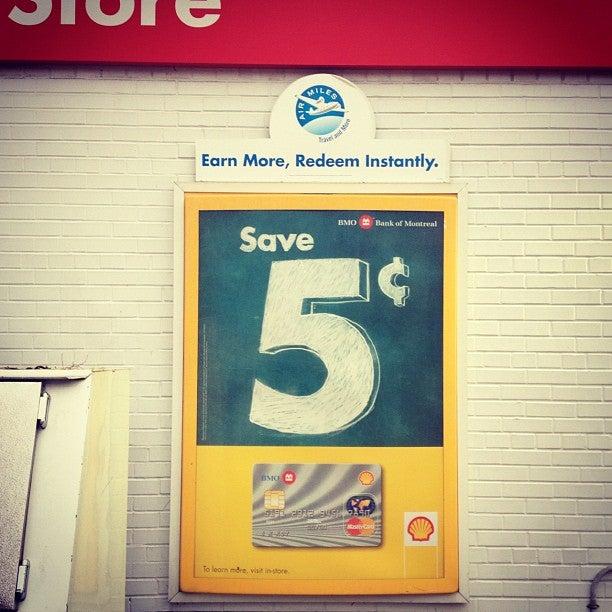 Store
AIR MILES
Travel and More
Earn More, Redeem Instantly.
BMO Bank of Montreal
Save
5¢
BMO
MasterCard
To learn more, visit in-store.